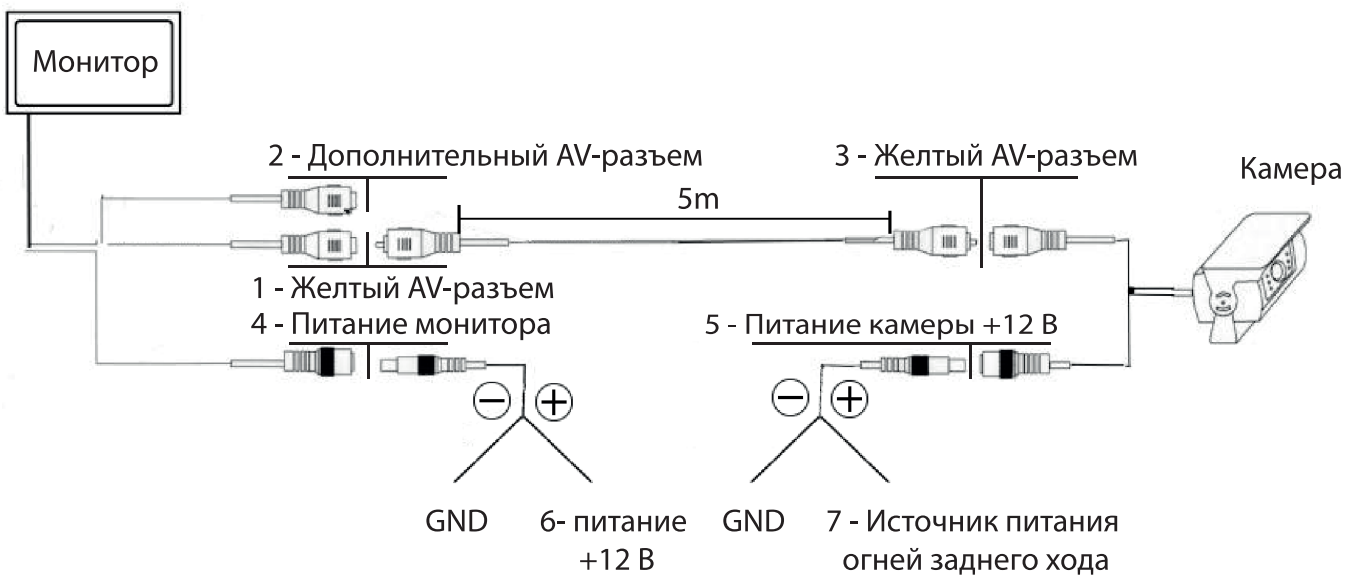 Монитор
2 - Дополнительный AV-разъем
3 - Желтый AV-разъем
Камера
5m
1 - Желтый AV-разъем
4 - Питание монитора
5 - Питание камеры +12 В
− +
− +
GND
6- питание
+12 В
GND
7 - Источник питания
огней заднего хода